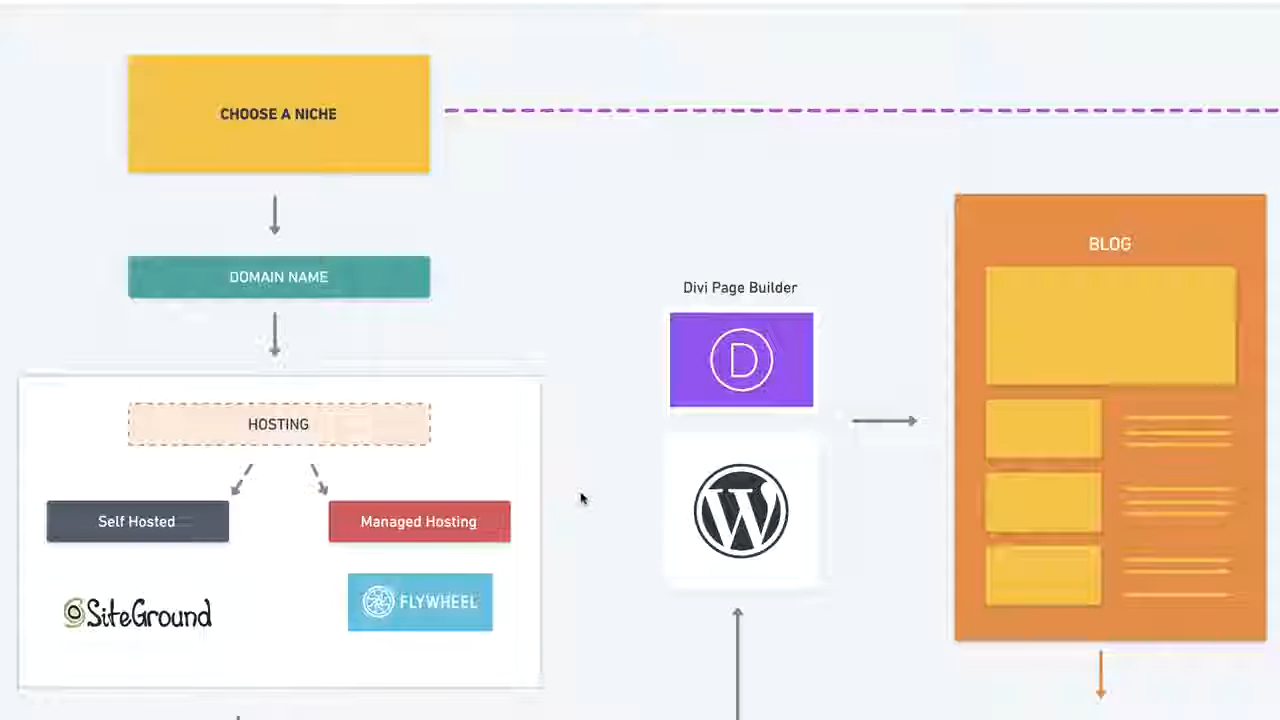 CHOOSE A NICHE
DOMAIN NAME
HOSTING
Self Hosted
Managed Hosting
SiteGround
FLYWHEEL
Divi Page Builder
D
W
BLOG